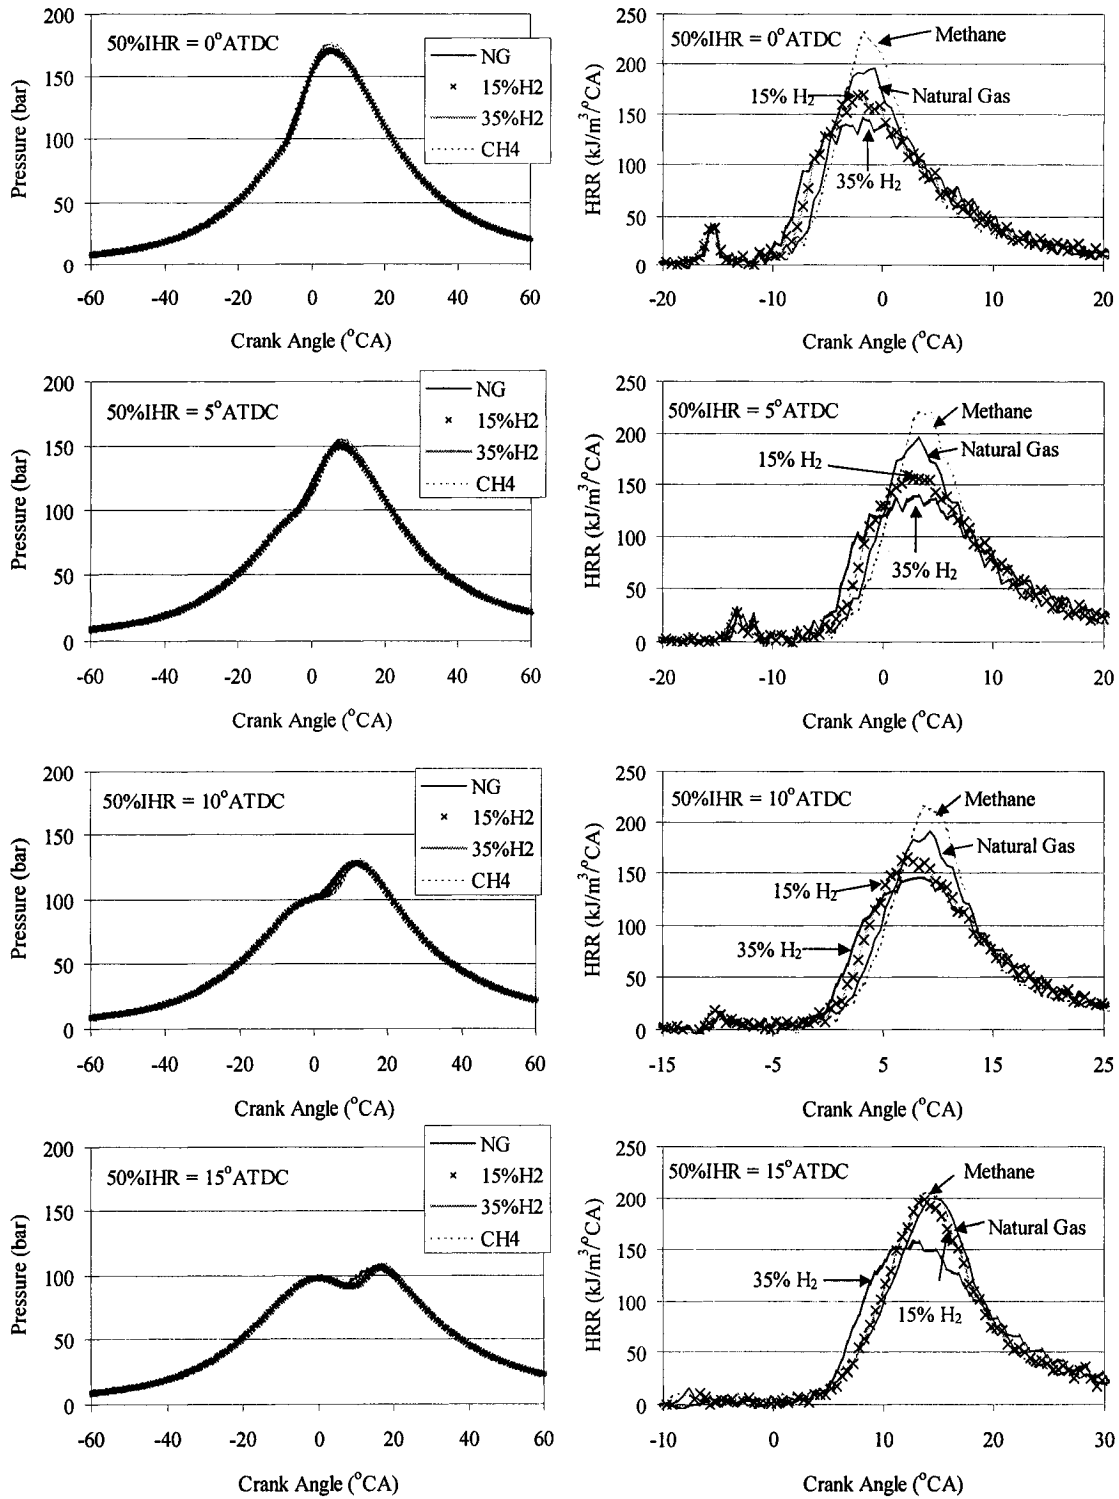 50%IHR = 0°ATDC
NG
15%H2
35%H2
CH4
Pressure (bar)
200
150
100
50
0
-60 -40 -20 0 20 40 60
Crank Angle (°CA)
50%IHR = 0°ATDC
Methane
15% H2
Natural Gas
35% H2
HRR (kJ/m³/°CA)
250
200
150
100
50
0
-20 -10 0 10 20
Crank Angle (°CA)
50%IHR = 5°ATDC
NG
15%H2
35%H2
CH4
Pressure (bar)
200
150
100
50
0
-60 -40 -20 0 20 40 60
Crank Angle (°CA)
50%IHR = 5°ATDC
Methane
Natural Gas
15% H2
35% H2
HRR (kJ/m³/°CA)
250
200
150
100
50
0
-20 -10 0 10 20
Crank Angle (°CA)
50%IHR = 10°ATDC
NG
15%H2
35%H2
CH4
Pressure (bar)
200
150
100
50
0
-60 -40 -20 0 20 40 60
Crank Angle (°CA)
50%IHR = 10°ATDC
Methane
Natural Gas
15% H2
35% H2
HRR (kJ/m³/°CA)
250
200
150
100
50
0
-15 -5 5 15 25
Crank Angle (°CA)
50%IHR = 15°ATDC
NG
15%H2
35%H2
CH4
Pressure (bar)
200
150
100
50
0
-60 -40 -20 0 20 40 60
Crank Angle (°CA)
50%IHR = 15°ATDC
Methane
Natural Gas
35% H2
15% H2
HRR (kJ/m³/°CA)
250
200
150
100
50
0
-10 0 10 20 30
Crank Angle (°CA)